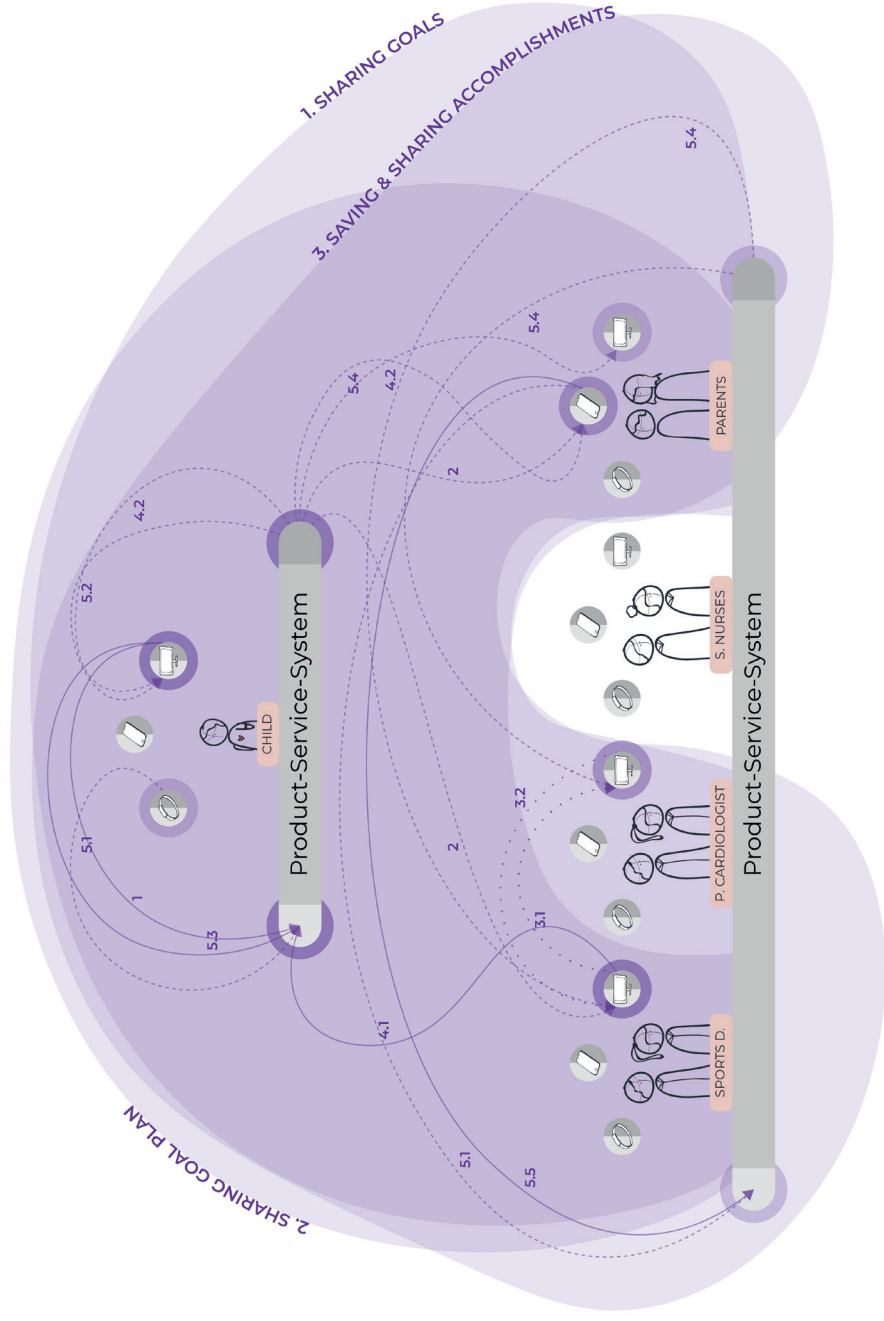 1. SHARING GOALS
3. SAVING & SHARING ACCOMPLISHMENTS
2. SHARING GOAL PLAN
5.2
4.2
5.1
1
5.3
CHILD
Product-Service-System
5.4
4.2
5.4
5.4
2
2
3.2
3.1
4.1
5.1
5.5
SPORTS D.
P. CARDIOLOGIST
S. NURSES
PARENTS
Product-Service-System